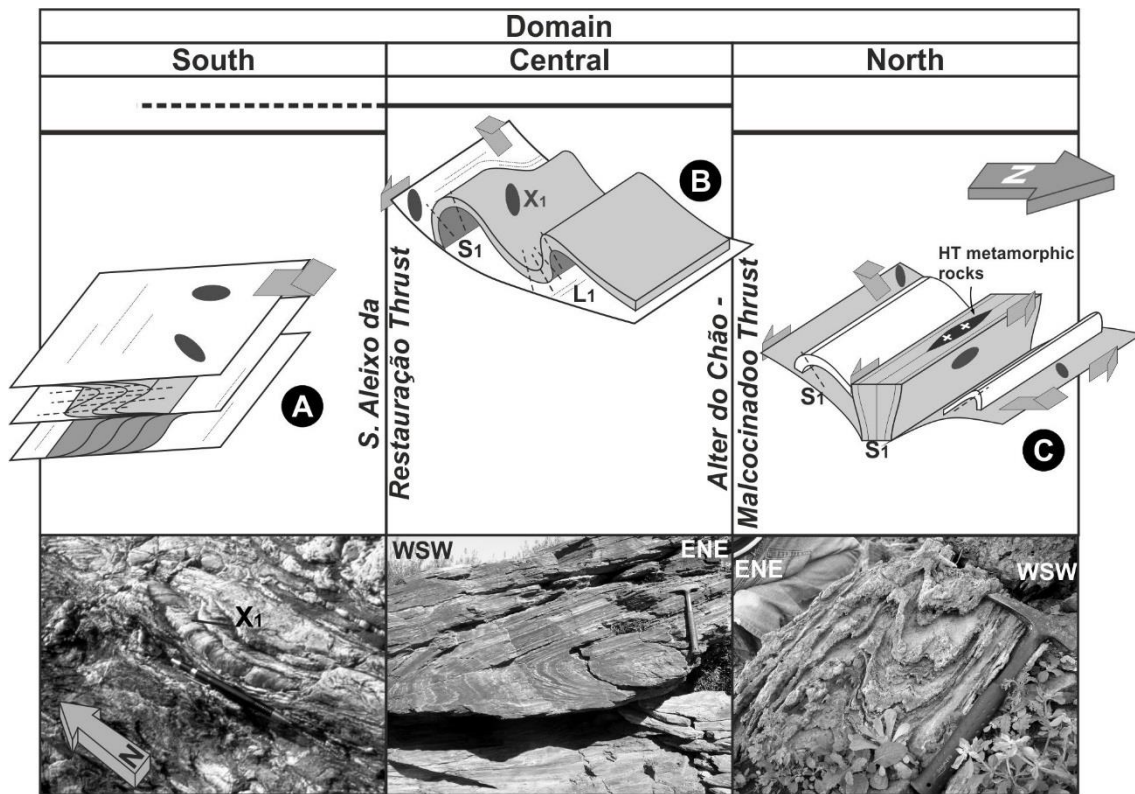 Domain
South
Central
North
S. Aleixo da
Restauração Thrust
Alter do Chão -
Malcocinadoo Thrust
A
B
X1
S1
L1
N
HT metamorphic
rocks
S1
S1
C
X1
N
WSW
ENE
ENE
WSW